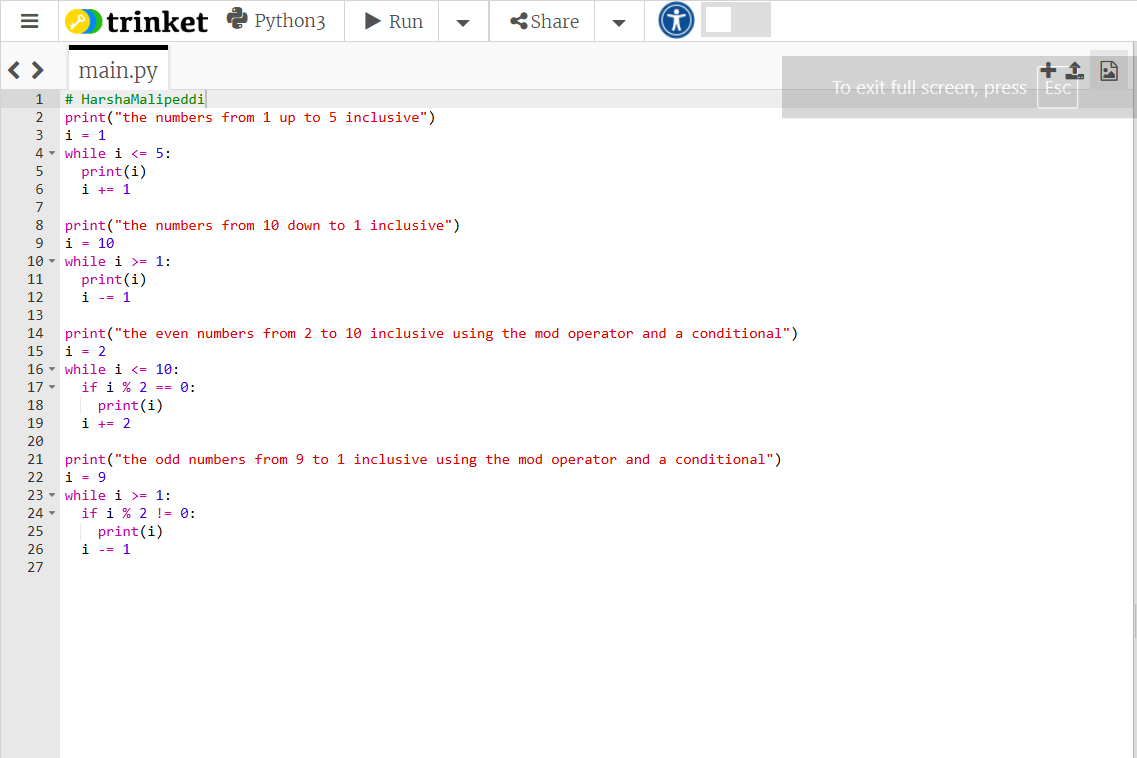 trinket Python3 Run Share
To exit full screen, press Esc
main.py
1 # HarshaMalipeddi
2 print("the numbers from 1 up to 5 inclusive")
3 i = 1
4 while i <= 5:
5   print(i)
6   i += 1
7
8 print("the numbers from 10 down to 1 inclusive")
9 i = 10
10 while i >= 1:
11   print(i)
12   i -= 1
13
14 print("the even numbers from 2 to 10 inclusive using the mod operator and a conditional")
15 i = 2
16 while i <= 10:
17   if i % 2 == 0:
18     print(i)
19   i += 2
20
21 print("the odd numbers from 9 to 1 inclusive using the mod operator and a conditional")
22 i = 9
23 while i >= 1:
24   if i % 2 != 0:
25     print(i)
26   i -= 1
27